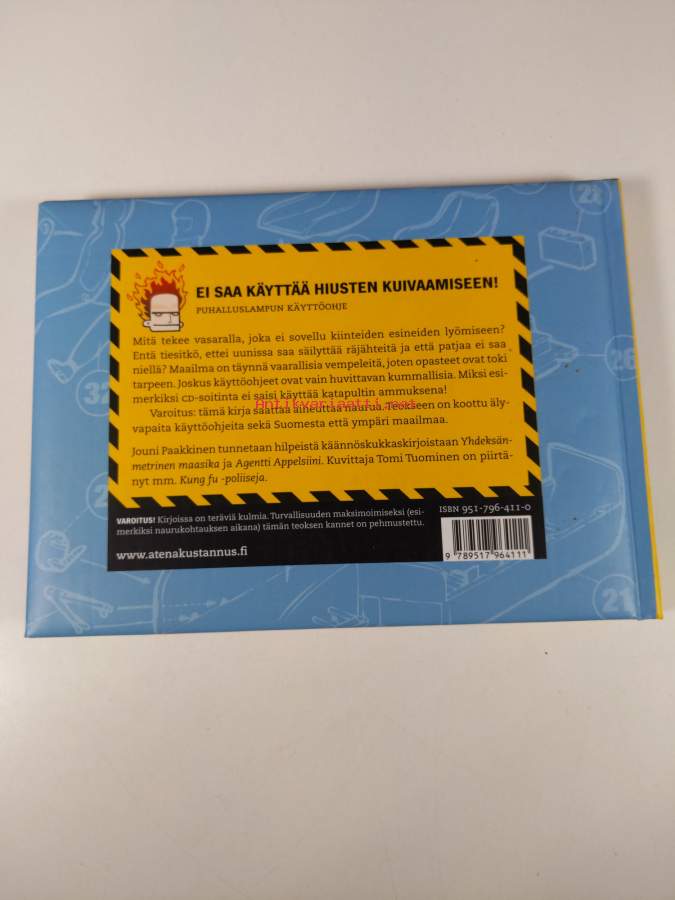 EI SAA KÄYTTÄÄ HIUSTEN KUIVAAMISEEN!
PUHALLUSLAMPUN KÄYTTÖOHJE
Mitä tekee vasaralla, joka ei sovellu kiinteiden esineiden lyömiseen?
Entä tiesitkö, ettei uunissa saa säilyttää räjähteitä ja että patjaa ei saa
niellä? Maailma on täynnä vaarallisia vempeleitä, joten opasteet ovat toki
tarpeen. Joskus käyttöohjeet ovat vain huvittavan kummallisia. Miksi esi-
merkiksi CD-soitinta ei saisi käyttää katapultin ammuksena!
Antikvariaatti.net
Varoitus: tämä kirja saattaa aiheuttaa naurua. Teokseen on koottu äly-
vapaita käyttöohjeita sekä Suomesta että ympäri maailmaa.
Jouni Paakkinen tunnetaan hilpeistä käännöskukkaskirjoistaan Yhdeksän-
metrinen maasika ja Agentti Appelsiini. Kuvittaja Tomi Tuominen on piirtä-
nyt mm. Kung fu -poliiseja.
VAROITUS! Kirjoissa on teräviä kulmia. Turvallisuuden maksimoimiseksi (esi-
merkiksi naurukohtauksen aikana) tämän teoksen kannet on pehmustettu.
www.atenakustannus.fi
ISBN 951-796-411-0
9 789517 964111
21
26
32
21